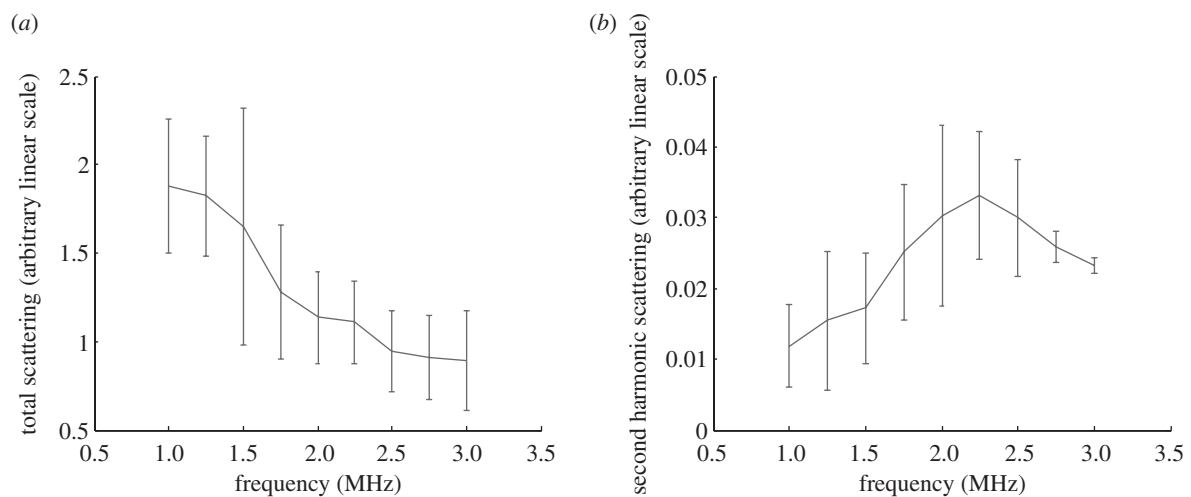 (a)
total scattering (arbitrary linear scale)
2.5
2
1.5
1
0.5
0.5 1.0 1.5 2.0 2.5 3.0 3.5
frequency (MHz)
(b)
second harmonic scattering (arbitrary linear scale)
0.05
0.04
0.03
0.02
0.01
0
0.5 1.0 1.5 2.0 2.5 3.0 3.5
frequency (MHz)